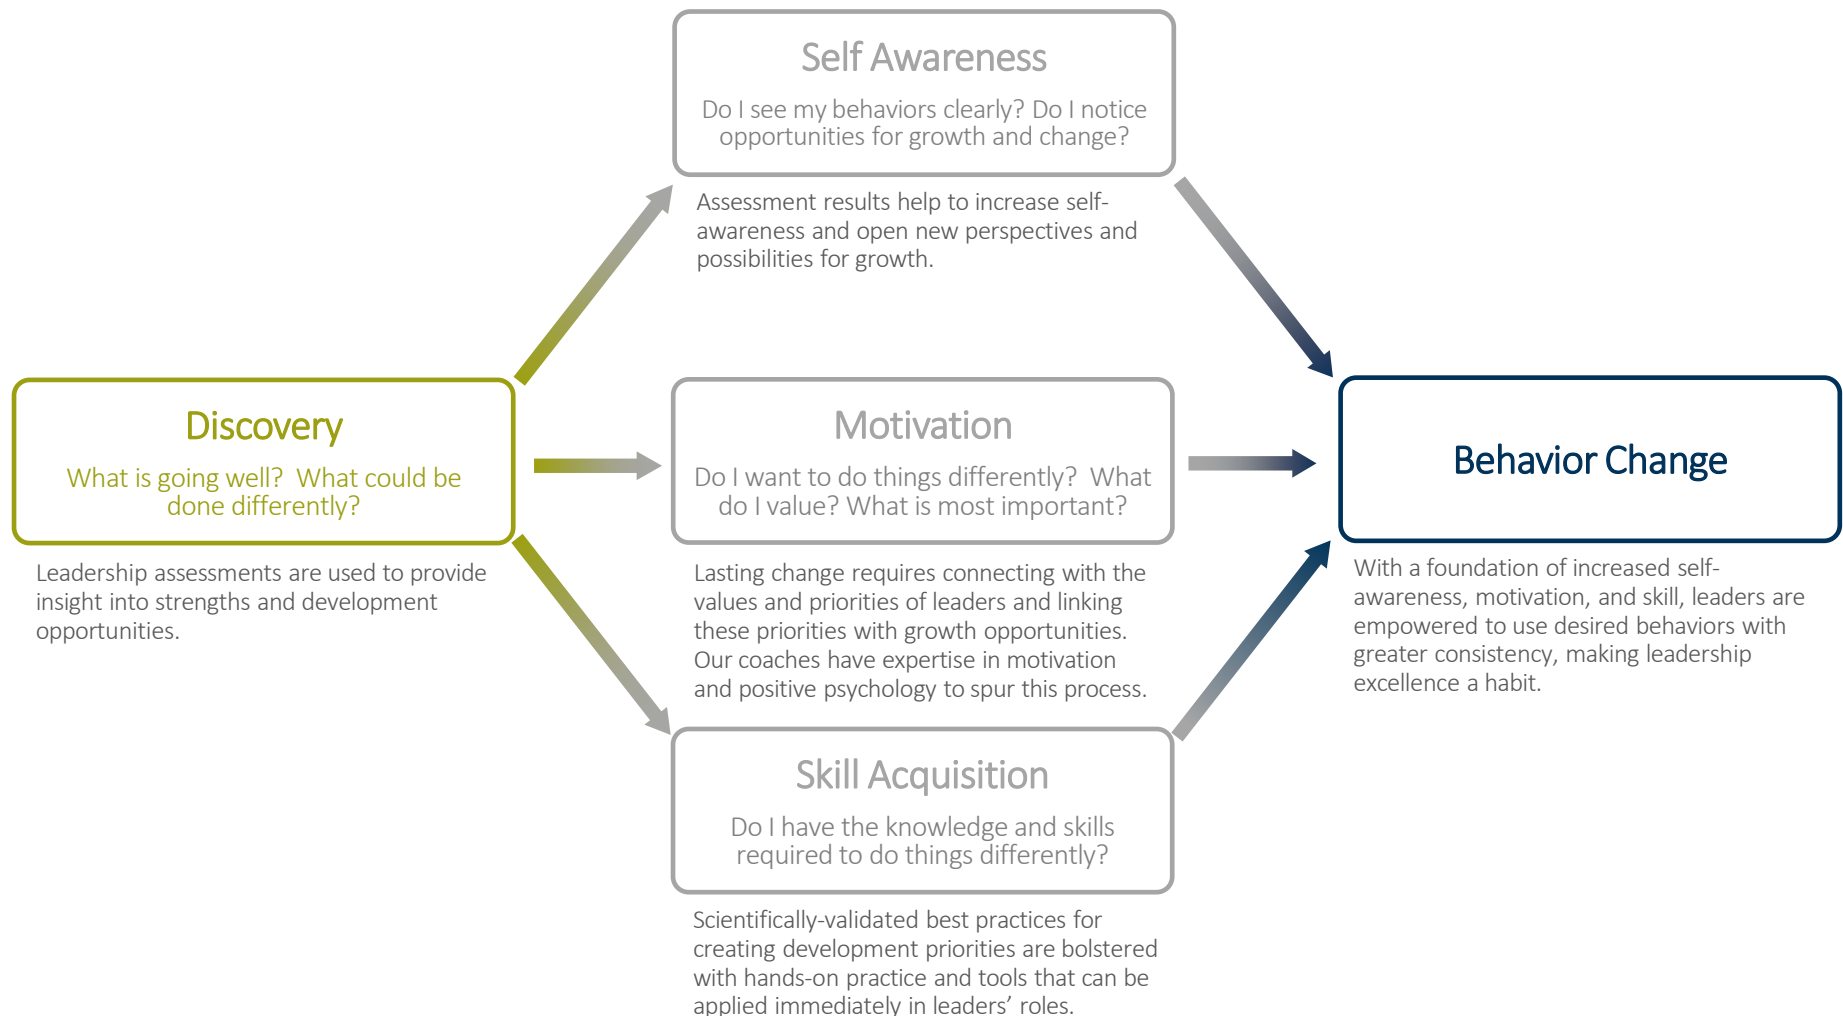 Self Awareness
Do I see my behaviors clearly? Do I notice
opportunities for growth and change?
Assessment results help to increase self-
awareness and open new perspectives and
possibilities for growth.
Discovery
What is going well?  What could be
done differently?
Leadership assessments are used to provide
insight into strengths and development
opportunities.
Motivation
Do I want to do things differently?  What
do I value? What is most important?
Lasting change requires connecting with the
values and priorities of leaders and linking
these priorities with growth opportunities.
Our coaches have expertise in motivation
and positive psychology to spur this process.
Skill Acquisition
Do I have the knowledge and skills
required to do things differently?
Scientifically-validated best practices for
creating development priorities are bolstered
with hands-on practice and tools that can be
applied immediately in leaders’ roles.
Behavior Change
With a foundation of increased self-
awareness, motivation, and skill, leaders are
empowered to use desired behaviors with
greater consistency, making leadership
excellence a habit.